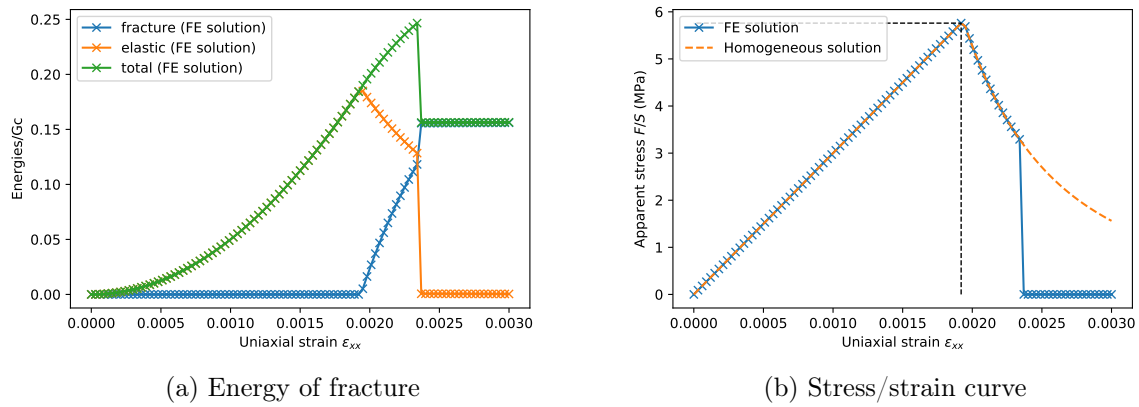 fracture (FE solution)
elastic (FE solution)
total (FE solution)
0.25
0.20
0.15
0.10
0.05
0.00
Energies/Gc
0.0000 0.0005 0.0010 0.0015 0.0020 0.0025 0.0030
Uniaxial strain εxx
(a) Energy of fracture
FE solution
Homogeneous solution
6
5
4
3
2
1
0
Apparent stress F/S (MPa)
0.0000 0.0005 0.0010 0.0015 0.0020 0.0025 0.0030
Uniaxial strain εxx
(b) Stress/strain curve